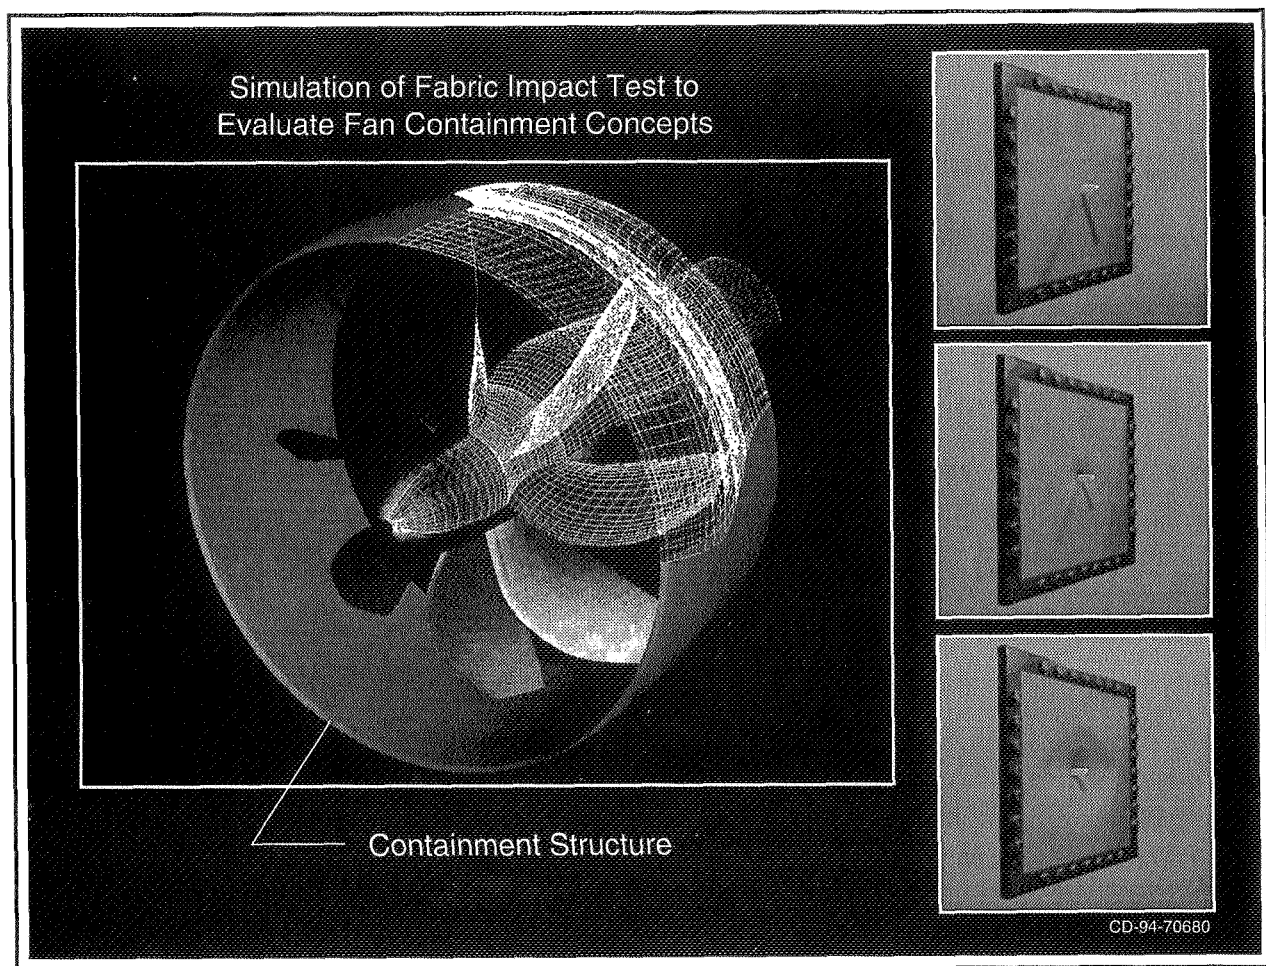 Simulation of Fabric Impact Test to
Evaluate Fan Containment Concepts
Containment Structure
CD-94-70680